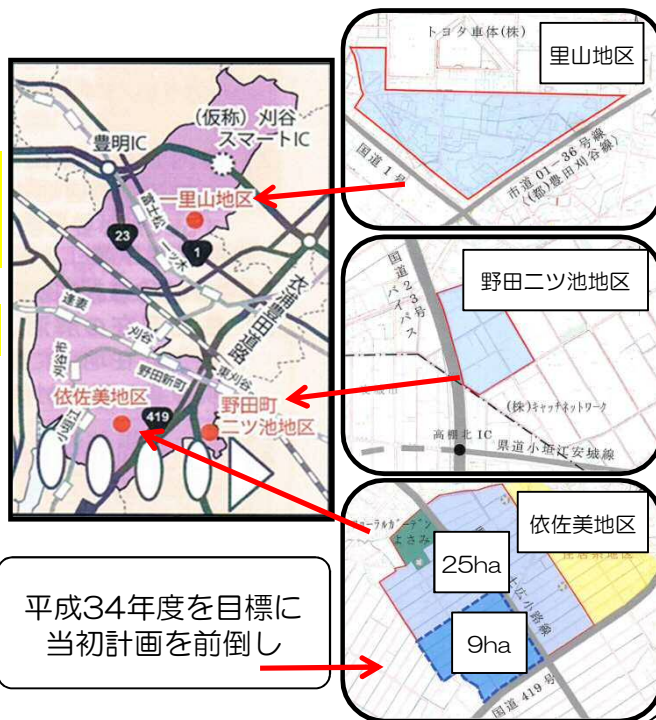 (仮称)刈谷
スマートIC
豊明IC
一里山地区
富士松
一ツ木
23
1
衣浦豊田道路
逢妻
刈谷
刈谷市
野田新町
東刈谷
小垣江
依佐美地区
419
野田町
二ツ池地区
平成34年度を目標に
当初計画を前倒し
トヨタ車体(株)
里山地区
国道1号
市道01-36号線
((都)豊田刈谷線)
国道23号
バイパス
野田二ツ池地区
(株)キャッチネットワーク
高棚北IC
県道小垣江安城線
依佐美地区
よさみ
25ha
9ha
国道419号